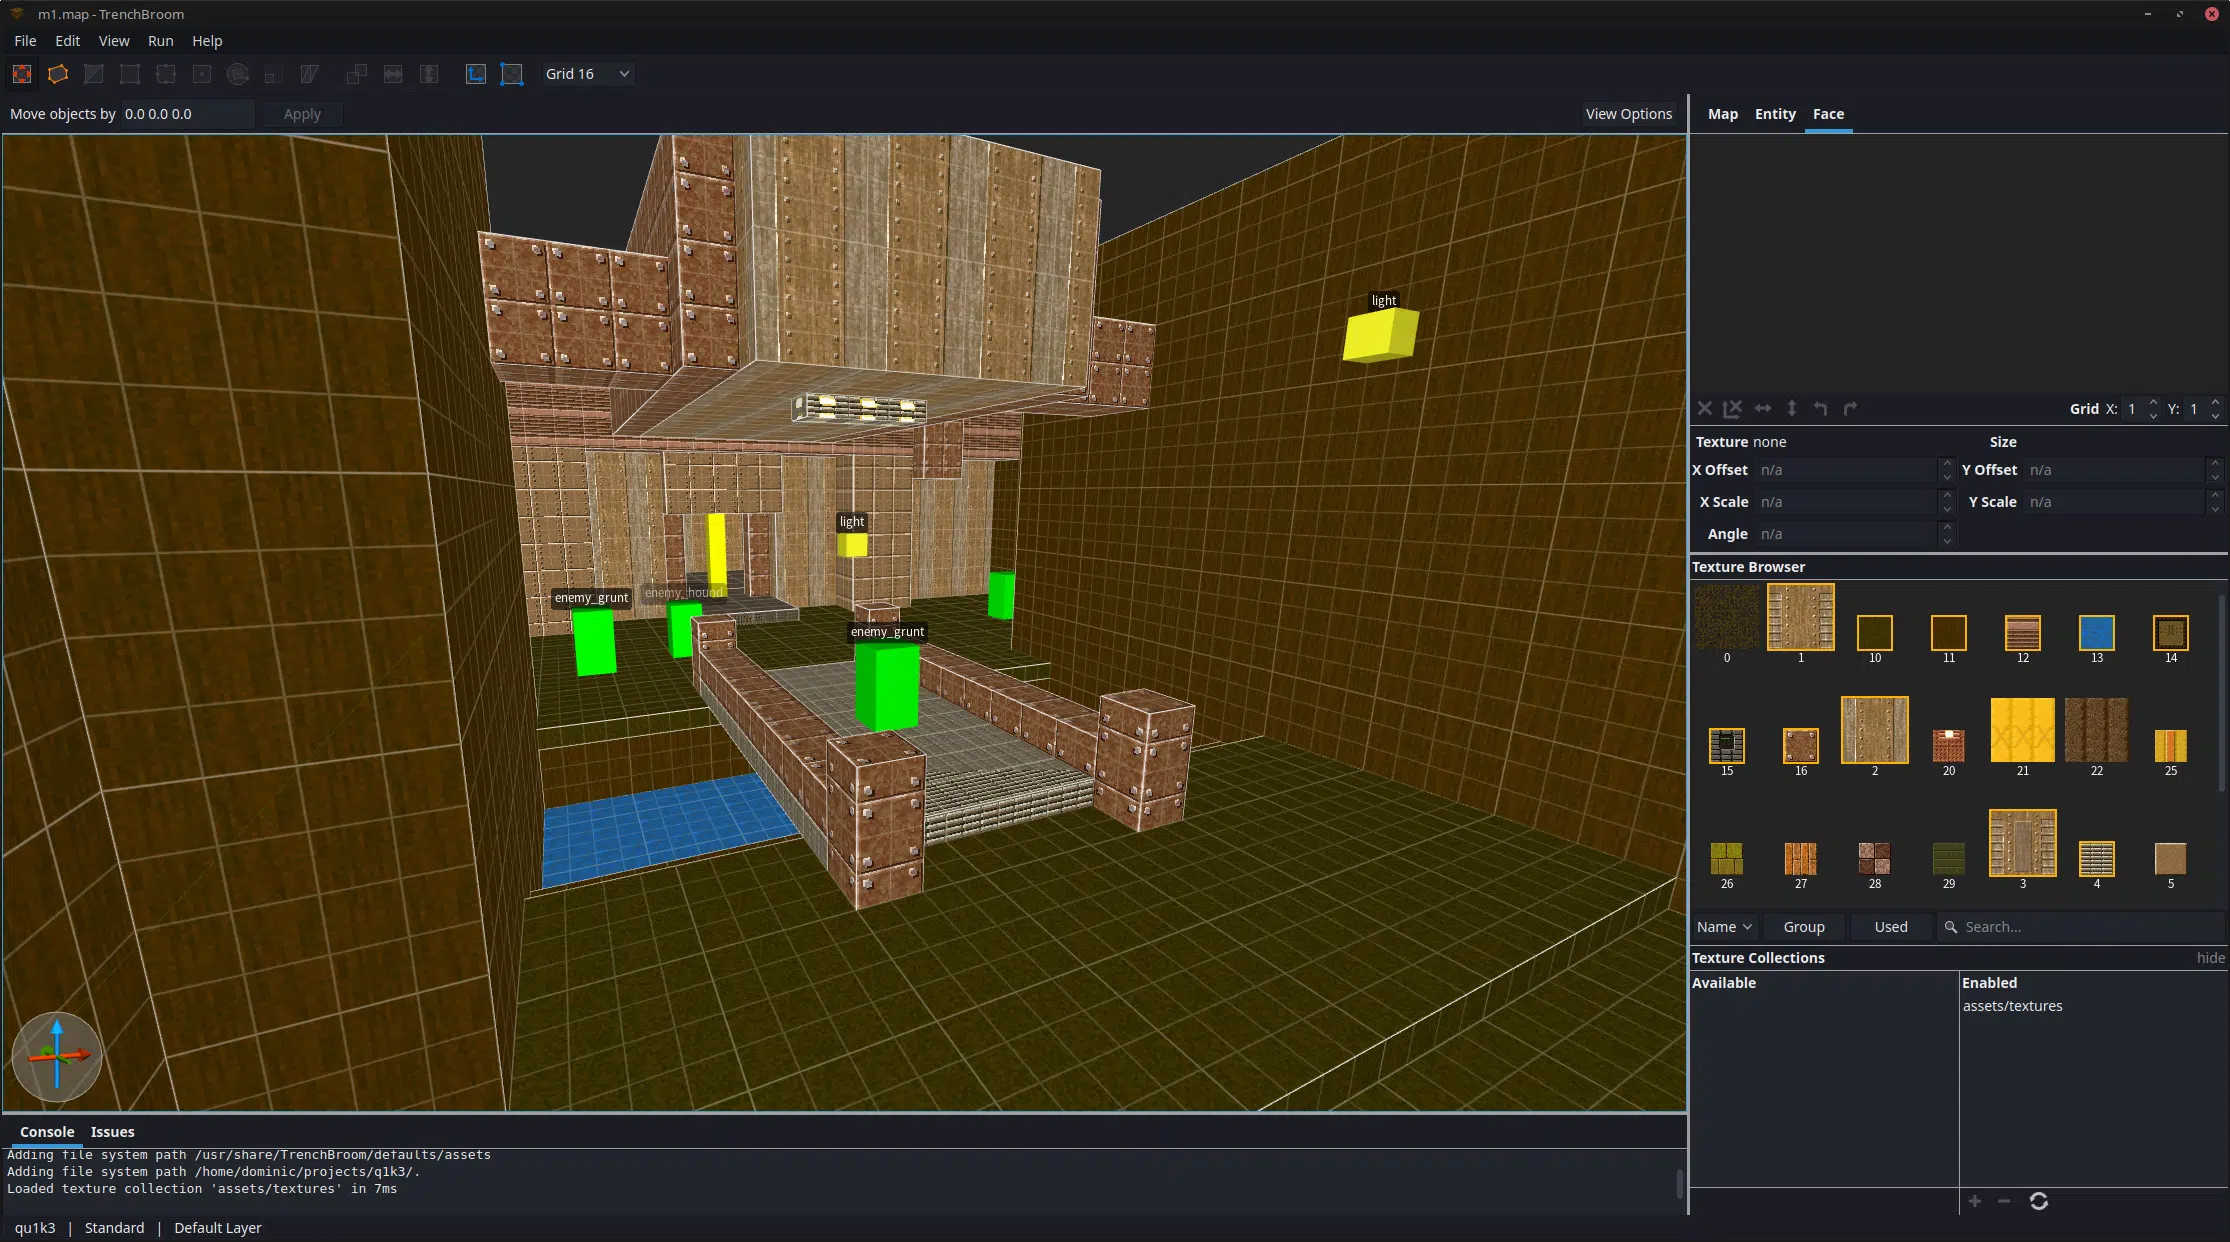 m1.map - TrenchBroom
File Edit View Run Help
Grid 16
Move objects by 0.0 0.0 0.0 Apply View Options
Map Entity Face
light
light
enemy_grunt
enemy_hound
enemy_grunt
Grid X: 1 Y: 1
Texture none Size
X Offset n/a Y Offset n/a
X Scale n/a Y Scale n/a
Angle n/a
Texture Browser
0 1 10 11 12 13 14
15 16 2 20 21 22 25
26 27 28 29 3 4 5
Name Group Used Search...
Texture Collections hide
Available Enabled
assets/textures
Console Issues
Adding file system path /usr/share/TrenchBroom/defaults/assets
Adding file system path /home/dominic/projects/q1k3/.
Loaded texture collection 'assets/textures' in 7ms
qu1k3 | Standard | Default Layer